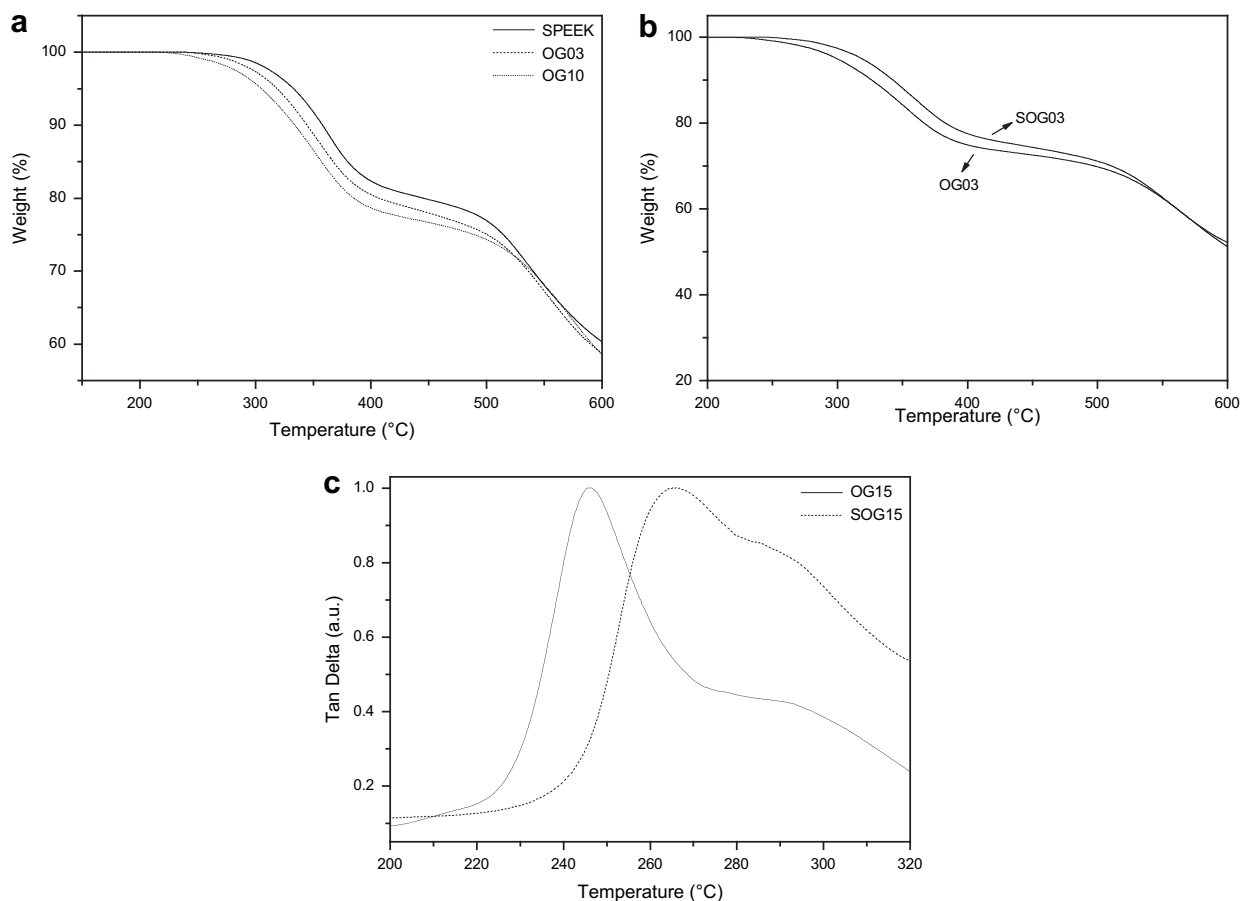 a
SPEEK
OG03
OG10
100
90
80
70
60
Weight (%)
200
300
400
500
600
Temperature (°C)
b
SOG03
OG03
100
80
60
40
20
Weight (%)
200
300
400
500
600
Temperature (°C)
c
OG15
SOG15
1.0
0.8
0.6
0.4
0.2
Tan Delta (a.u.)
200
220
240
260
280
300
320
Temperature (°C)